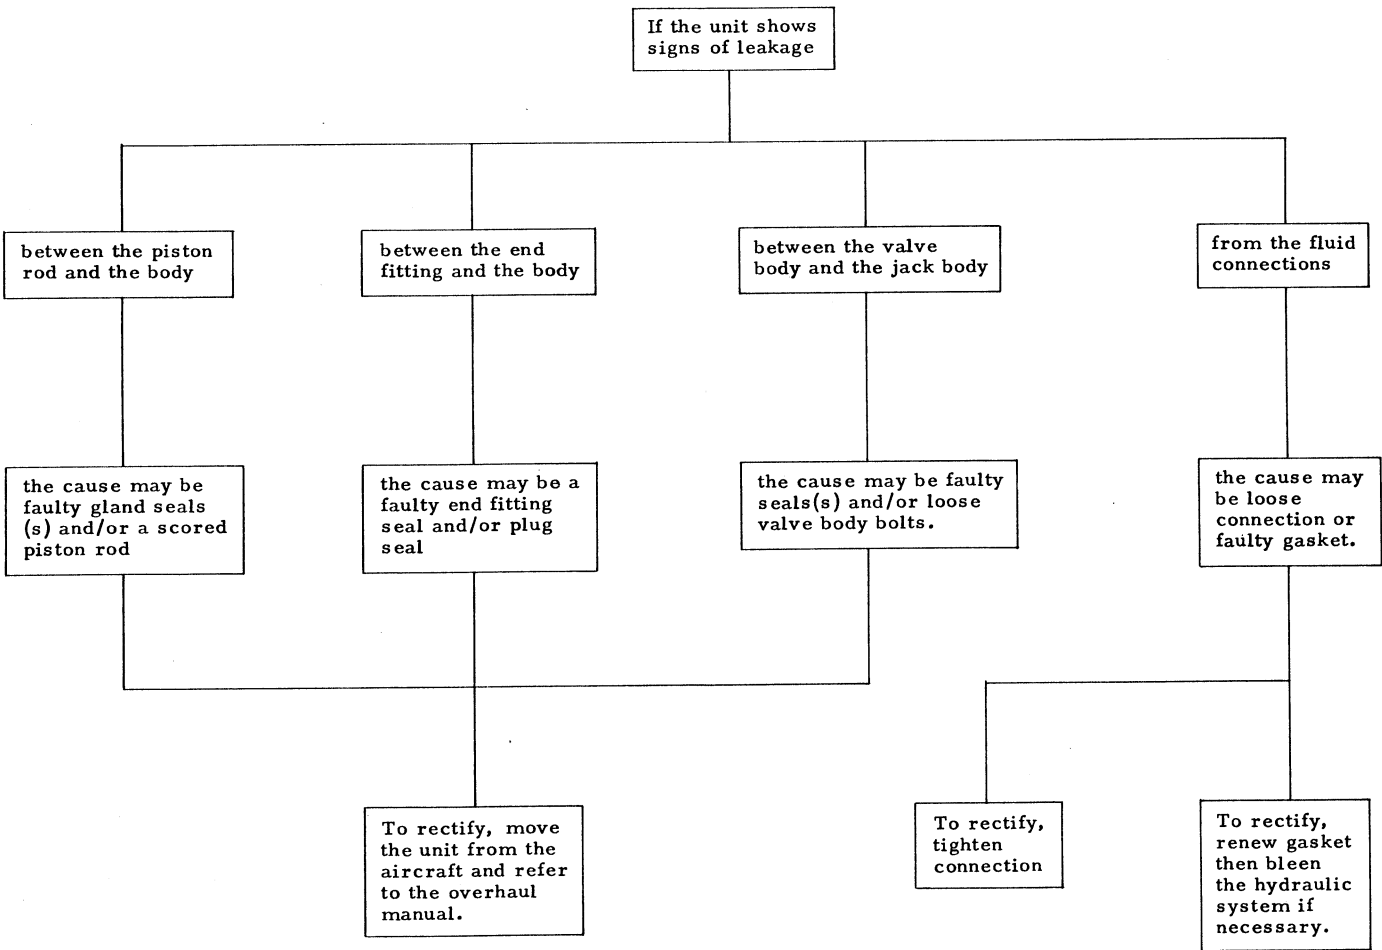 If the unit shows
signs of leakage
between the piston
rod and the body
between the end
fitting and the body
between the valve
body and the jack body
from the fluid
connections
the cause may be
faulty gland seals
(s) and/or a scored
piston rod
the cause may be a
faulty end fitting
seal and/or plug
seal
the cause may be faulty
seals(s) and/or loose
valve body bolts.
the cause may
be loose
connection or
faulty gasket.
To rectify, move
the unit from the
aircraft and refer
to the overhaul
manual.
To rectify,
tighten
connection
To rectify,
renew gasket
then bleen
the hydraulic
system if
necessary.